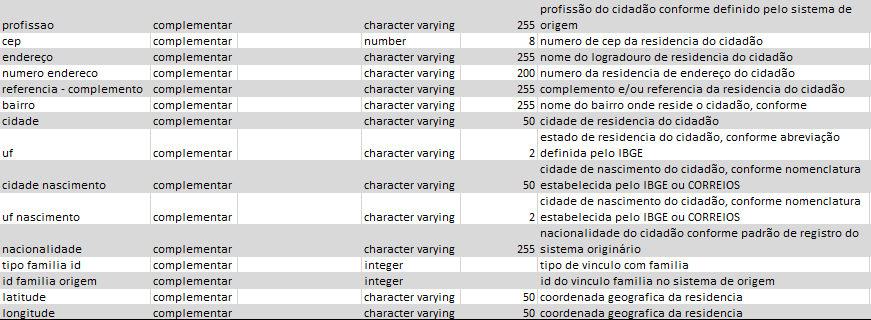 profissão do cidadão conforme definido pelo sistema de
profissao complementar character varying 255 origem
cep complementar number 8 numero de cep da residencia do cidadão
endereço complementar character varying 255 nome do logradouro de residencia do cidadão
numero endereco complementar character varying 200 numero da residencia de endereço do cidadão
referencia - complemento complementar character varying 255 complemento e/ou referencia da residencia do cidadão
bairro complementar character varying 255 nome do bairro onde reside o cidadão, conforme
cidade complementar character varying 50 cidade de residencia do cidadão
estado de residencia do cidadão, conforme abreviação
uf complementar character varying 2 definida pelo IBGE
cidade de nascimento do cidadão, conforme nomenclatura
cidade nascimento complementar character varying 50 estabelecida pelo IBGE ou CORREIOS
cidade de nascimento do cidadão, conforme nomenclatura
uf nascimento complementar character varying 2 estabelecida pelo IBGE ou CORREIOS
nacionalidade do cidadão conforme padrão de registro do
nacionalidade complementar character varying 255 sistema originário
tipo familia id complementar integer tipo de vinculo com familia
id familia origem complementar integer id do vinculo familia no sistema de origem
latitude complementar character varying 50 coordenada geografica da residencia
longitude complementar character varying 50 coordenada geografica da residencia